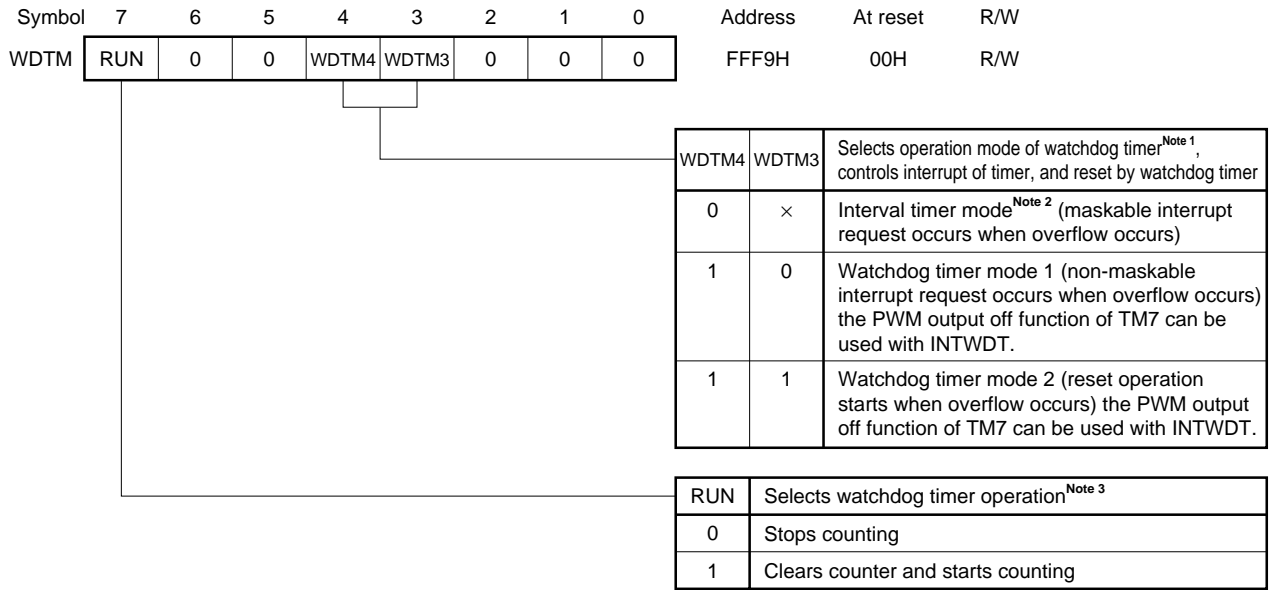 Symbol 7 6 5 4 3 2 1 0 Address At reset R/W
WDTM RUN 0 0 WDTM4 WDTM3 0 0 0 FFF9H 00H R/W
WDTM4 WDTM3 Selects operation mode of watchdog timerNote 1,
controls interrupt of timer, and reset by watchdog timer
0 × Interval timer modeNote 2 (maskable interrupt
request occurs when overflow occurs)
1 0 Watchdog timer mode 1 (non-maskable
interrupt request occurs when overflow occurs)
the PWM output off function of TM7 can be
used with INTWDT.
1 1 Watchdog timer mode 2 (reset operation
starts when overflow occurs) the PWM output
off function of TM7 can be used with INTWDT.
RUN Selects watchdog timer operationNote 3
0 Stops counting
1 Clears counter and starts counting